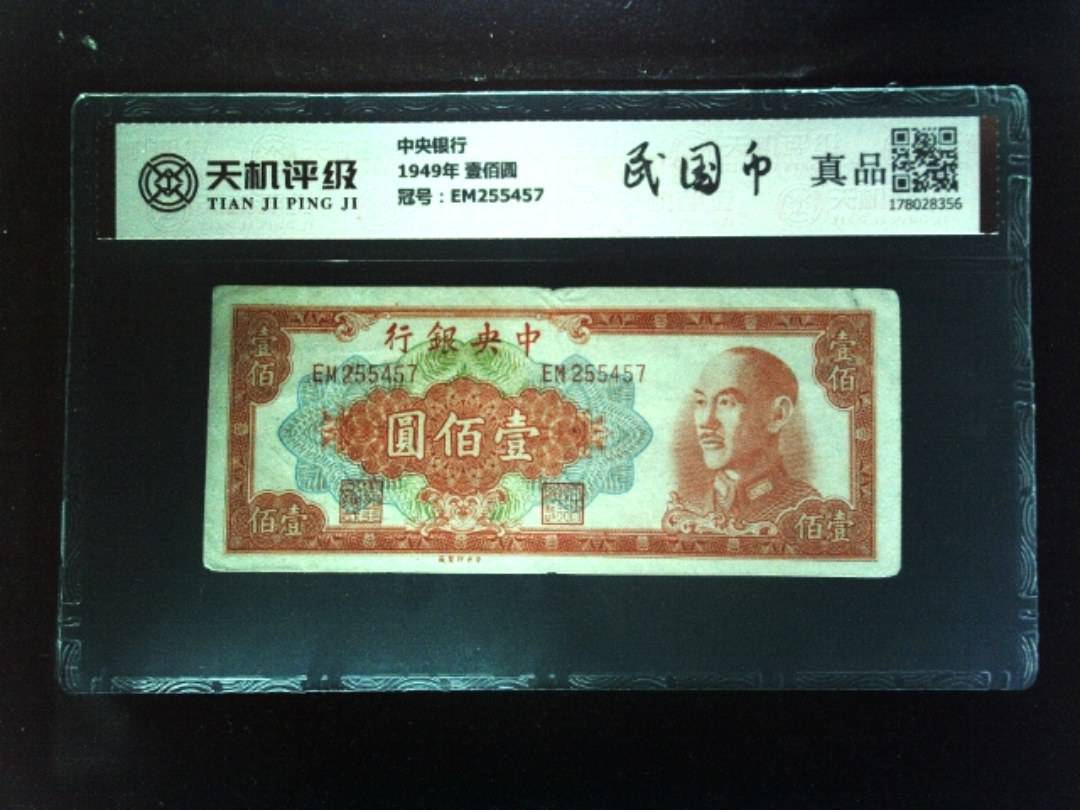 天机评级
TIAN JI PING JI
中央银行
1949年 壹佰圆
冠号：EM255457
民国币
真品
178028356
行銀央中
EM255457 EM255457
壹佰
壹佰
圓佰壹
佰壹
佰壹